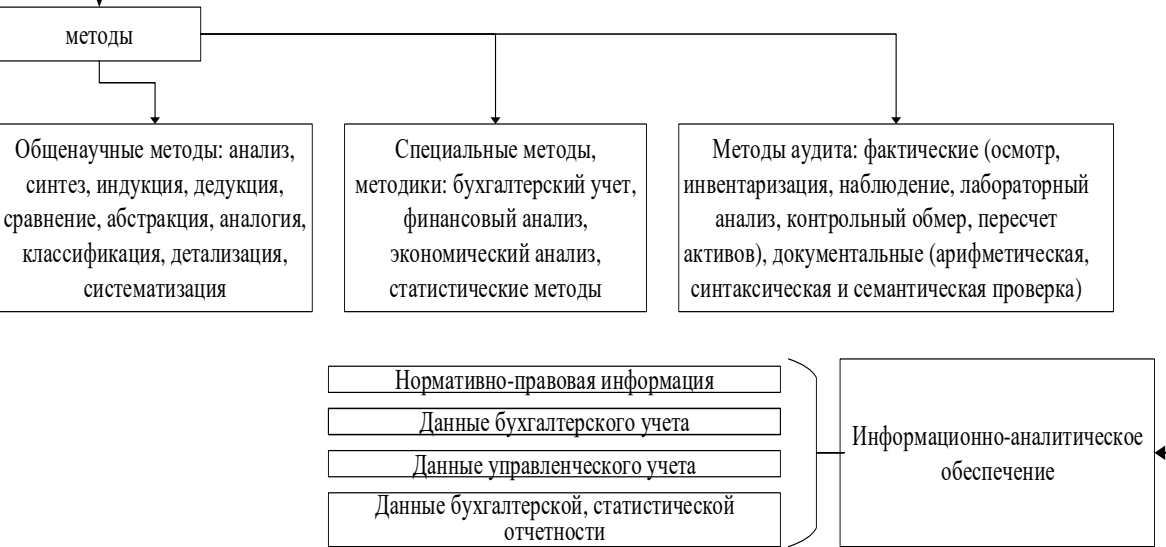 методы
Общенаучные методы: анализ,
синтез, индукция, дедукция,
сравнение, абстракция, аналогия,
классификация, детализация,
систематизация
Специальные методы,
методики: бухгалтерский учет,
финансовый анализ,
экономический анализ,
статистические методы
Методы аудита: фактические (осмотр,
инвентаризация, наблюдение, лабораторный
анализ, контрольный обмер, пересчет
активов), документальные (арифметическая,
синтаксическая и семантическая проверка)
Нормативно-правовая информация
Данные бухгалтерского учета
Данные управленческого учета
Данные бухгалтерской, статистической
отчетности
Информационно-аналитическое
обеспечение